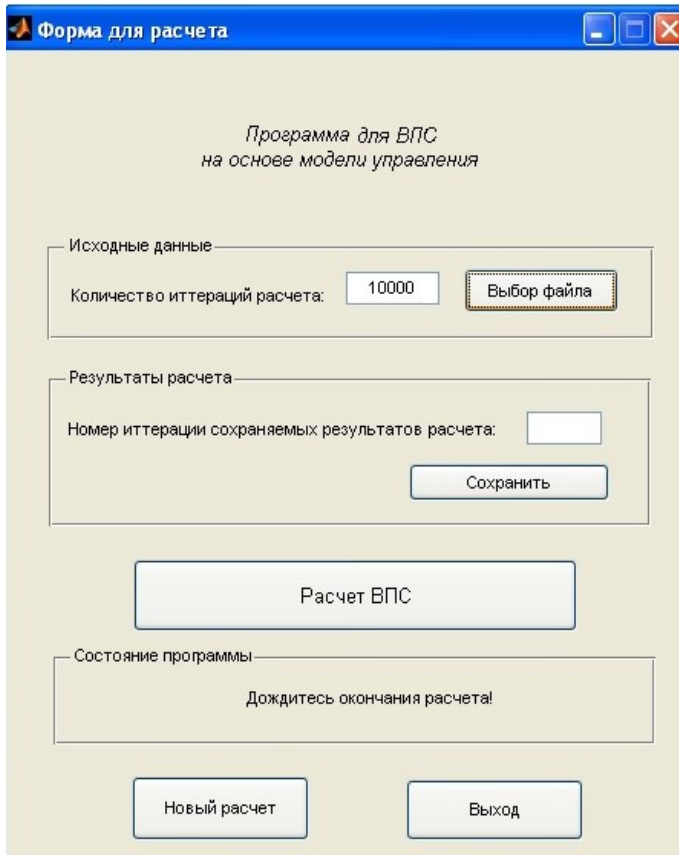 Форма для расчета
Программа для ВПС
на основе модели управления
Исходные данные
Количество иттераций расчета: 10000 Выбор файла
Результаты расчета
Номер иттерации сохраняемых результатов расчета:
Сохранить
Расчет ВПС
Состояние программы
Дождитесь окончания расчета!
Новый расчет Выход